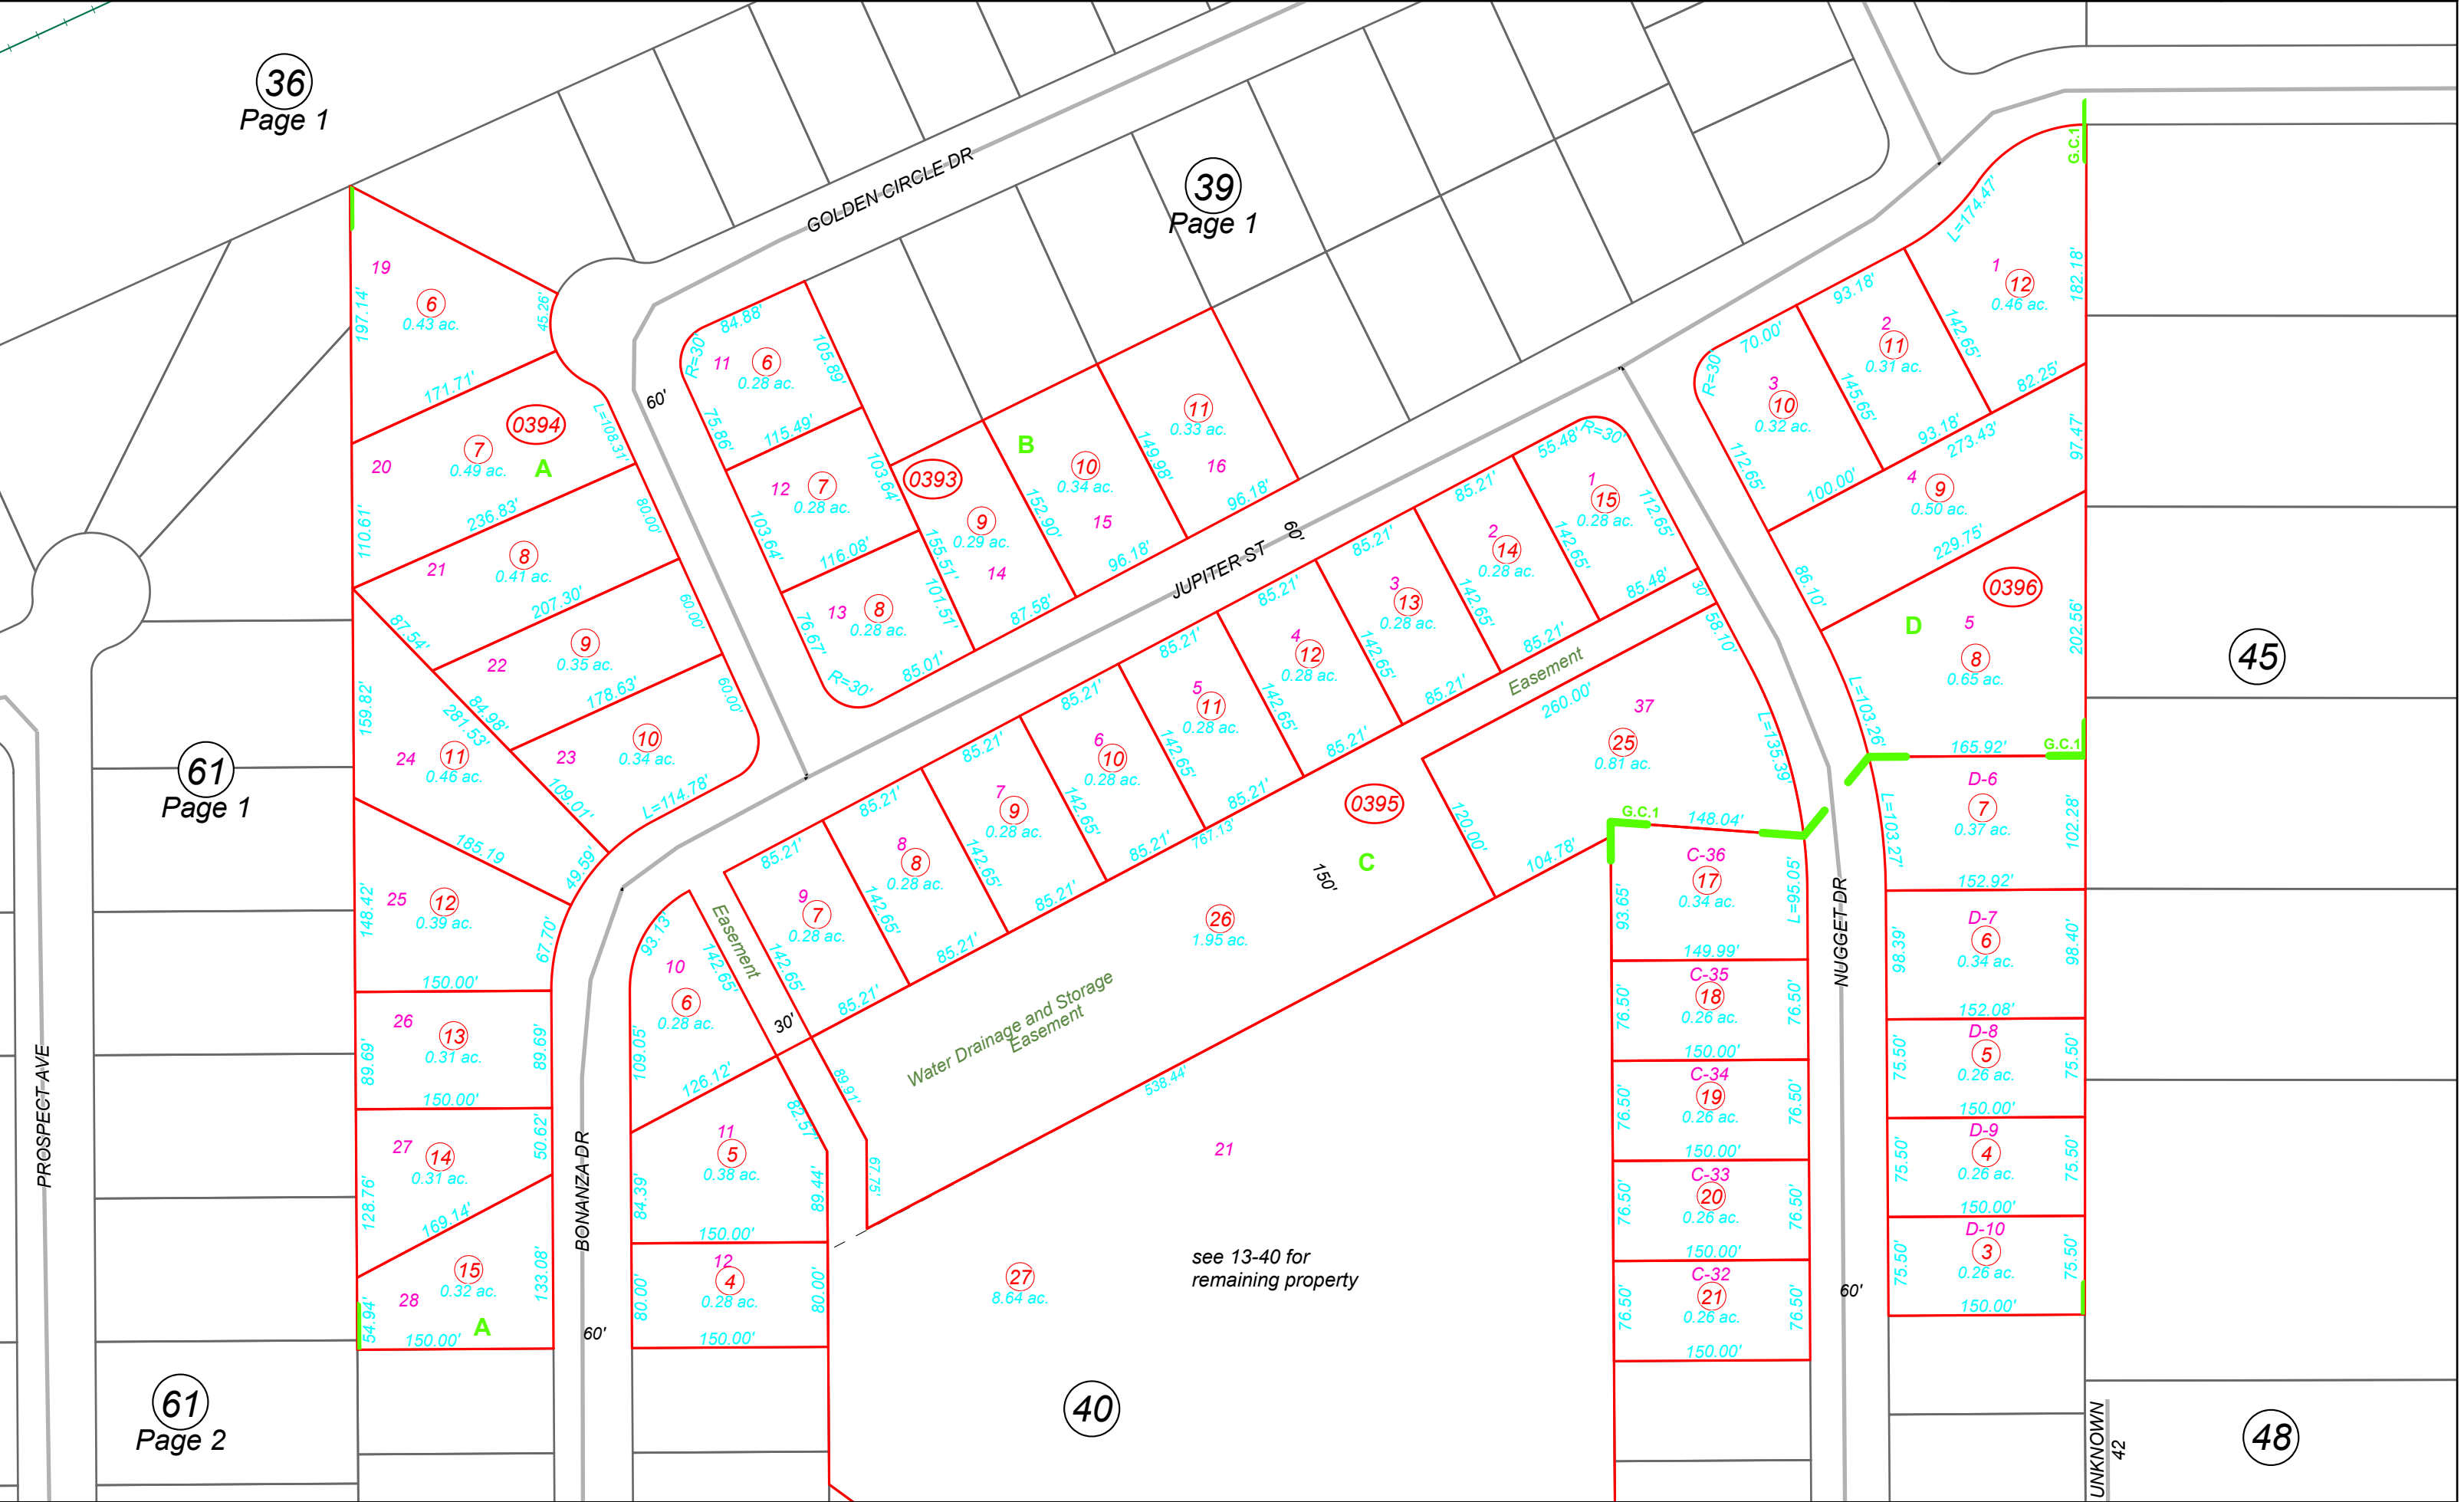 36
Page 1
39
Page 1
61
Page 1
61
Page 2
40
45
48
GOLDEN CIRCLE DR
JUPITER ST
NUGGET DR
BONANZA DR
PROSPECT AVE
UNKNOWN
42
60'
60'
60'
60'
0394
A
19
6
0.43 ac.
197.14'
45.26'
171.71'
20
7
0.49 ac.
L=108.31'
110.61'
236.83'
80.00'
21
8
0.41 ac.
207.30'
60.00'
87.54'
22
9
0.35 ac.
178.63'
60.00'
84.98'
281.53'
23
10
0.34 ac.
109.01'
L=114.78'
159.82'
24
11
0.46 ac.
185.19
49.59'
148.42'
25
12
0.39 ac.
67.70'
150.00'
26
13
0.31 ac.
89.69'
89.69'
150.00'
27
14
0.31 ac.
50.62'
128.76'
169.14'
15
0.32 ac.
28
133.08'
54.94'
150.00'
A
0393
B
84.88'
R=30'
11
6
0.28 ac.
105.89'
75.86'
115.49'
12
7
0.28 ac.
103.64'
103.64'
116.08'
13
8
0.28 ac.
76.67'
R=30'
85.01'
101.51'
155.51'
9
0.29 ac.
14
87.58'
152.90'
10
0.34 ac.
15
96.18'
149.98'
11
0.33 ac.
16
96.18'
0395
C
55.48'
R=30'
1
15
0.28 ac.
112.65'
85.48'
30'
58.10'
85.21'
2
14
0.28 ac.
142.65'
85.21'
85.21'
3
13
0.28 ac.
142.65'
85.21'
85.21'
4
12
0.28 ac.
142.65'
85.21'
85.21'
5
11
0.28 ac.
142.65'
85.21'
85.21'
6
10
0.28 ac.
142.65'
85.21'
767.13'
85.21'
7
9
0.28 ac.
142.65'
85.21'
85.21'
8
8
0.28 ac.
142.65'
85.21'
85.21'
9
7
0.28 ac.
142.65'
85.21'
142.65'
Easement
Easement
30'
93.13'
10
6
0.28 ac.
142.65'
109.05'
126.12'
89.91'
82.57'
67.75'
11
5
0.38 ac.
84.39'
89.44'
150.00'
12
4
0.28 ac.
80.00'
80.00'
150.00'
Water Drainage and Storage
Easement
26
1.95 ac.
150'
538.44'
21
27
8.64 ac.
see 13-40 for
remaining property
260.00'
37
25
0.81 ac.
L=135.39'
120.00'
104.78'
G.C.1
148.04'
C-36
17
0.34 ac.
93.65'
L=95.05'
149.99'
C-35
18
0.26 ac.
76.50'
76.50'
150.00'
C-34
19
0.26 ac.
76.50'
76.50'
150.00'
C-33
20
0.26 ac.
76.50'
76.50'
150.00'
C-32
21
0.26 ac.
76.50'
76.50'
150.00'
0396
D
G.C.1
L=174.47'
1
12
0.46 ac.
182.18'
142.65'
82.25'
93.18'
2
11
0.31 ac.
145.65'
93.18'
70.00'
R=30
3
10
0.32 ac.
112.65'
100.00'
273.43'
4
9
0.50 ac.
97.47'
86.10'
229.75'
5
8
0.65 ac.
202.56'
L=103.26'
165.92'
G.C.1
D-6
7
0.37 ac.
L=103.27'
102.28'
152.92'
D-7
6
0.34 ac.
98.39'
98.40'
152.08'
D-8
5
0.26 ac.
75.50'
75.50'
150.00'
D-9
4
0.26 ac.
75.50'
75.50'
150.00'
D-10
3
0.26 ac.
75.50'
75.50'
150.00'